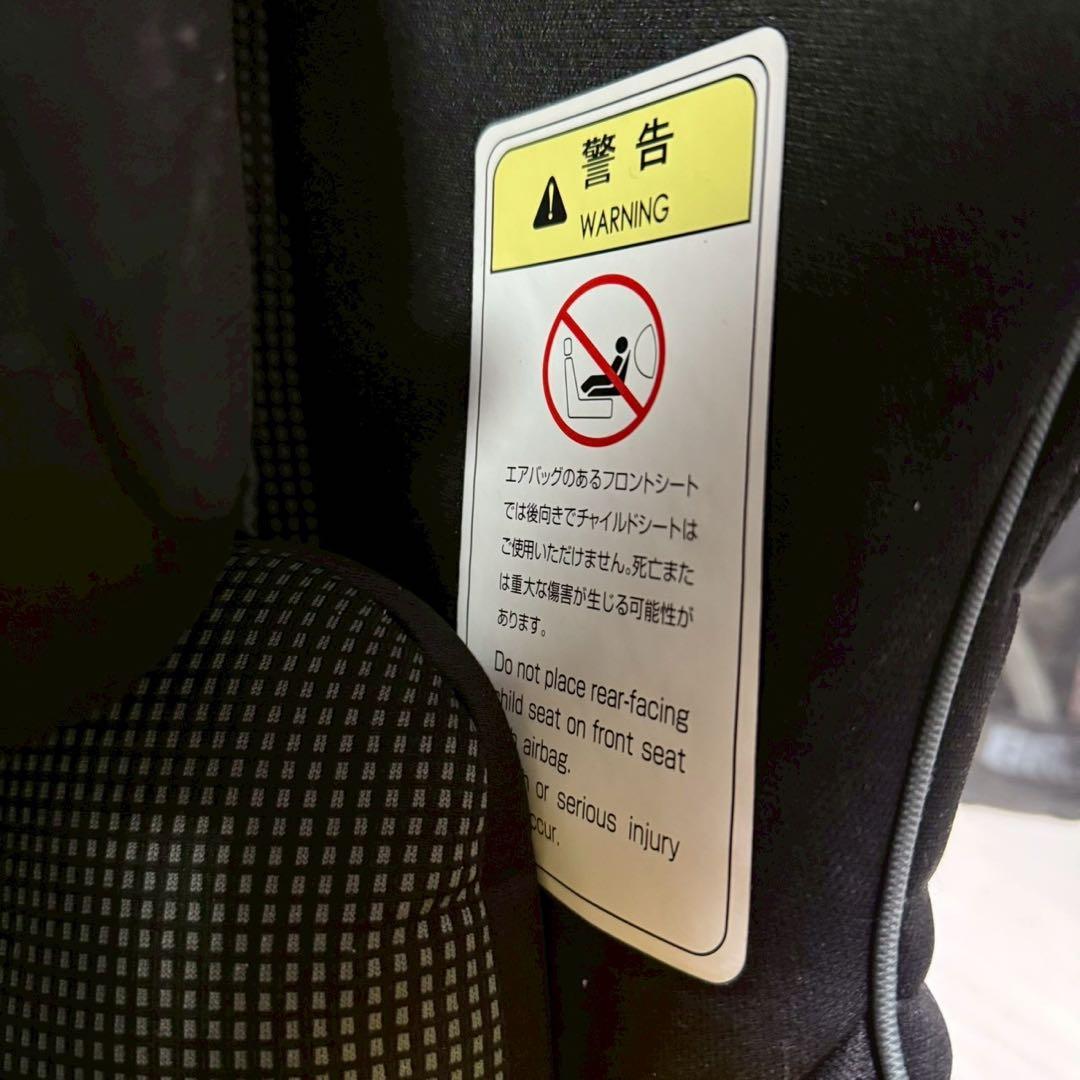 警告
WARNING
エアバッグのあるフロントシート
では後向きでチャイルドシートは
ご使用いただけません。死亡また
は重大な傷害が生じる可能性が
あります。
Do not place rear-facing
child seat on front seat
airbag.
or serious injury